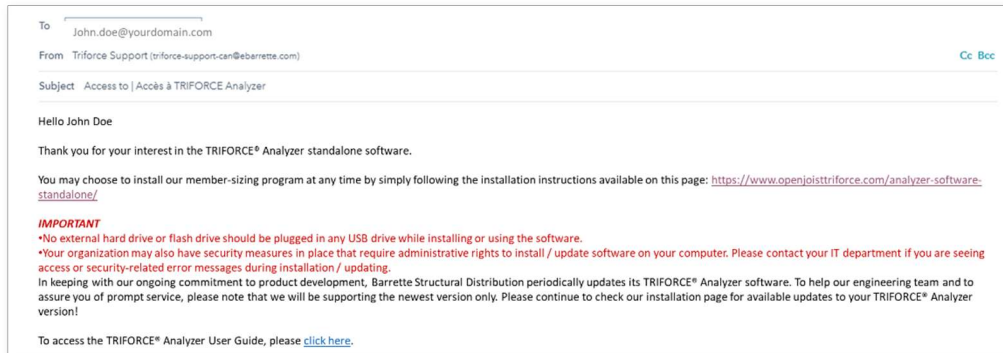 To
John.doe@yourdomain.com
From Triforce Support (triforce-support-can@ebarrette.com) Cc Bcc
Subject Access to | Accès à TRIFORCE Analyzer
Hello John Doe
Thank you for your interest in the TRIFORCE® Analyzer standalone software.
You may choose to install our member-sizing program at any time by simply following the installation instructions available on this page: https://www.openjoisttriforce.com/analyzer-software-
standalone/
IMPORTANT
•No external hard drive or flash drive should be plugged in any USB drive while installing or using the software.
•Your organization may also have security measures in place that require administrative rights to install / update software on your computer. Please contact your IT department if you are seeing
access or security-related error messages during installation / updating.
In keeping with our ongoing commitment to product development, Barrette Structural Distribution periodically updates its TRIFORCE® Analyzer software. To help our engineering team and to
assure you of prompt service, please note that we will be supporting the newest version only. Please continue to check our installation page for available updates to your TRIFORCE® Analyzer
version!
To access the TRIFORCE® Analyzer User Guide, please click here.